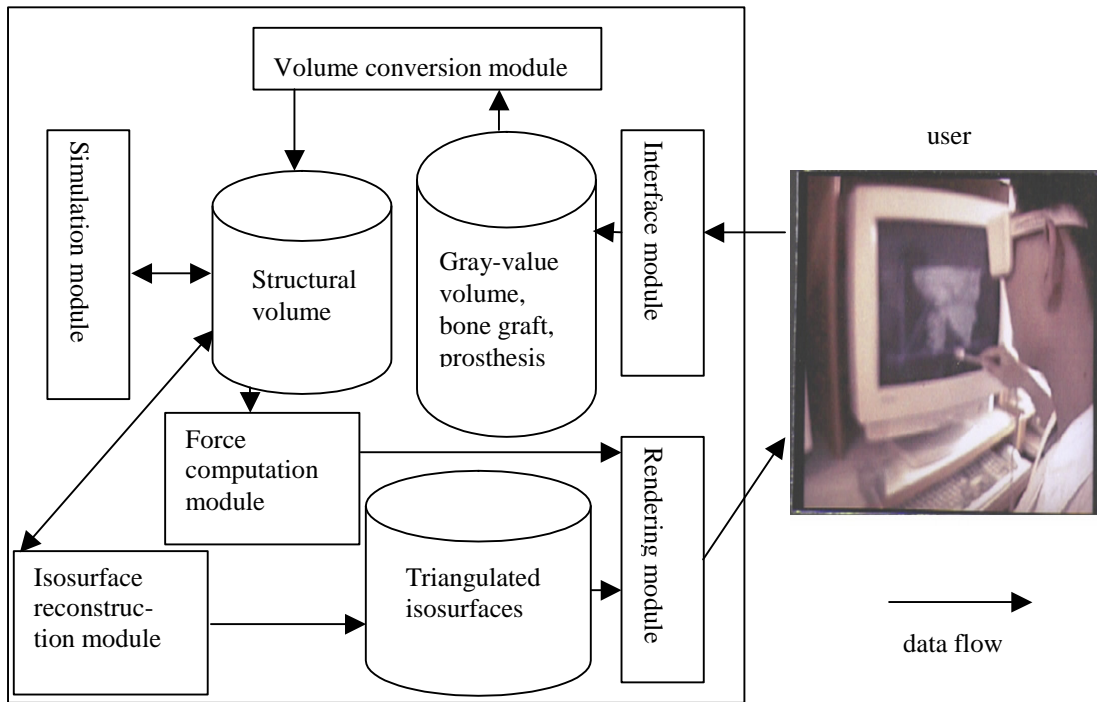 Volume conversion module
user
Simulation module
Interface module
Structural
volume
Gray-value
volume,
bone graft,
prosthesis
Force
computation
module
Rendering module
Isosurface
reconstruc-
tion module
Triangulated
isosurfaces
data flow